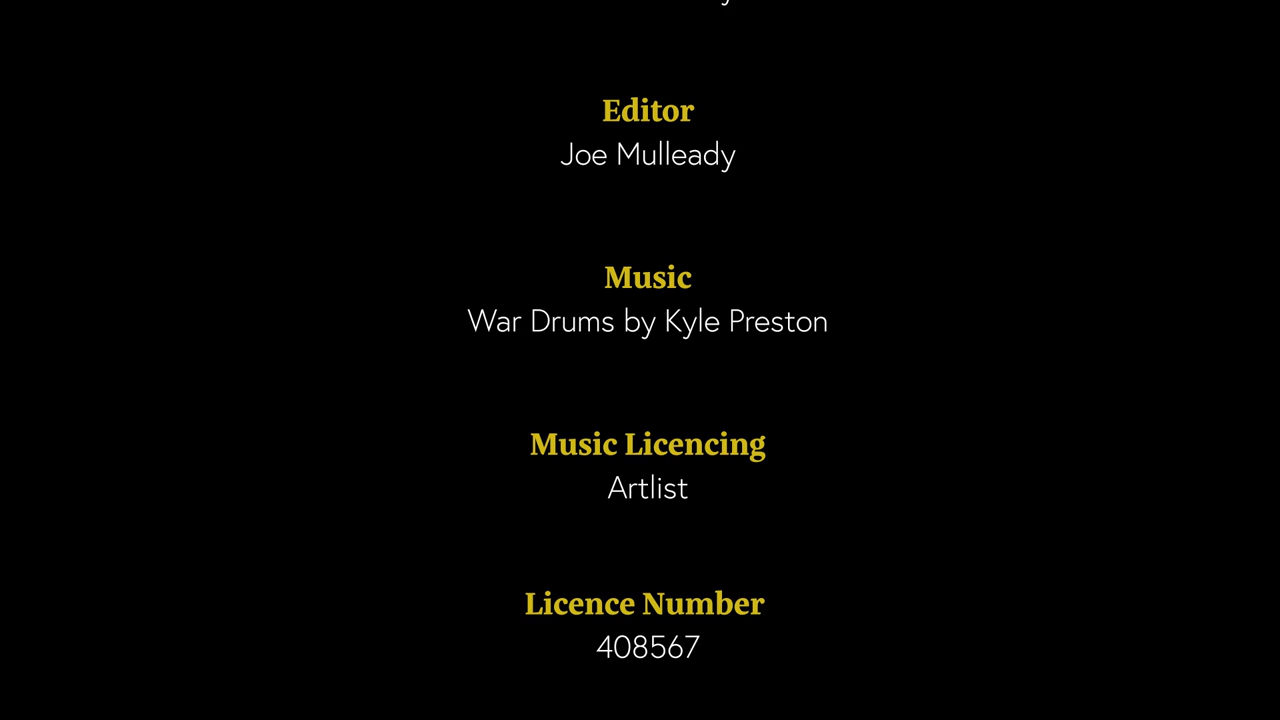 Editor
Joe Mulleady
Music
War Drums by Kyle Preston
Music Licencing
Artlist
Licence Number
408567